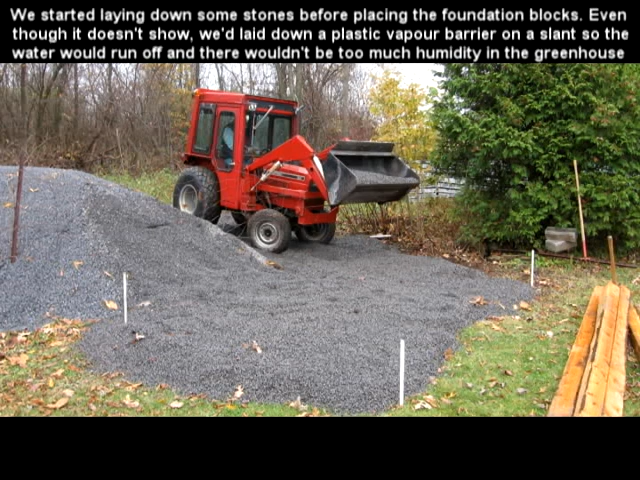 We started laying down some stones before placing the foundation blocks. Even
though it doesn't show, we'd laid down a plastic vapour barrier on a slant so the
water would run off and there wouldn't be too much humidity in the greenhouse